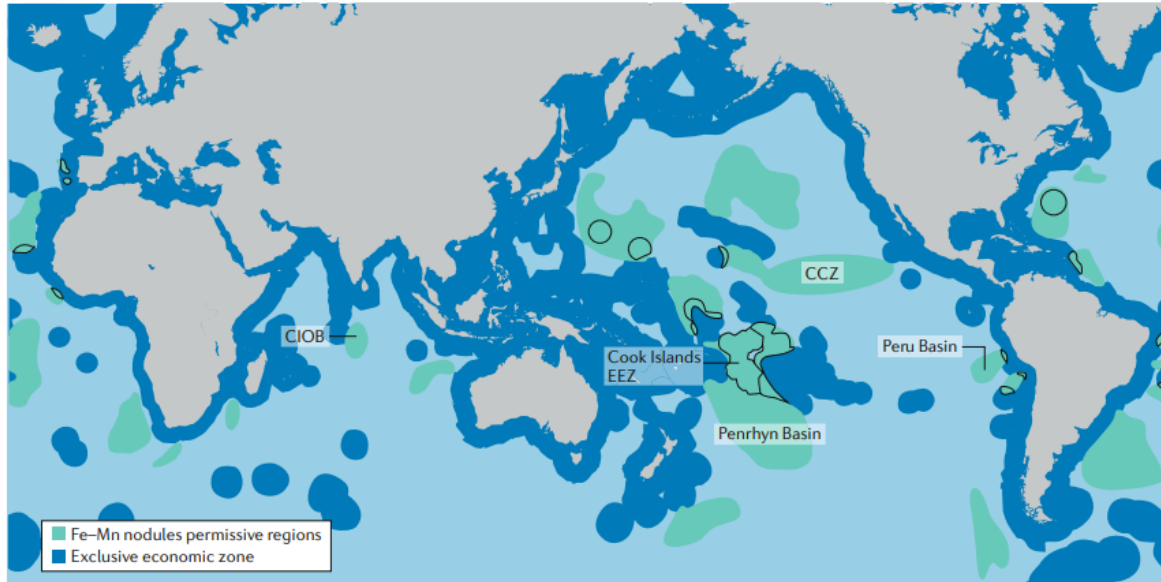 CCZ
CIOB
Peru Basin
Cook Islands
EEZ
Penrhyn Basin
Fe–Mn nodules permissive regions
Exclusive economic zone